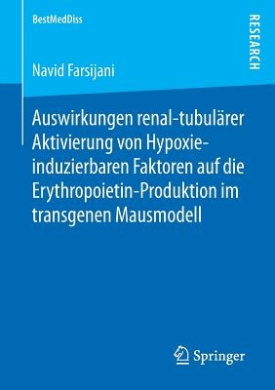 BestMedDiss
RESEARCH
Navid Farsijani
Auswirkungen renal-tubulärer
Aktivierung von Hypoxie-
induzierbaren Faktoren auf die
Erythropoietin-Produktion im
transgenen Mausmodell
Springer